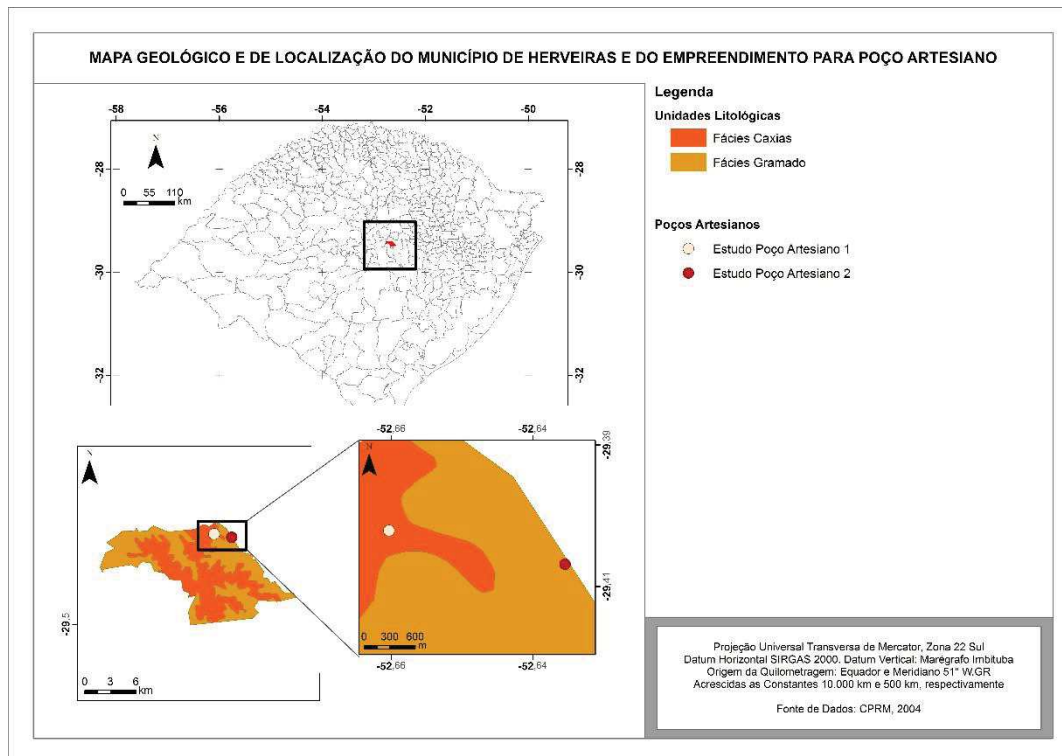 MAPA GEOLÓGICO E DE LOCALIZAÇÃO DO MUNICÍPIO DE HERVEIRAS E DO EMPREENDIMENTO PARA POÇO ARTESIANO
-58 -56 -54 -52 -50
N
0 55 110
km
-28
-28
-30
-30
-32
-32
Legenda
Unidades Litológicas
Fácies Caxias
Fácies Gramado
Poços Artesianos
Estudo Poço Artesiano 1
Estudo Poço Artesiano 2
N
-29,5
0 3 6
km
-52,66 -52,64
N
-29,39
-29,41
0 300 600
m
-52,66 -52,64
Projeção Universal Transversa de Mercator, Zona 22 Sul
Datum Horizontal SIRGAS 2000. Datum Vertical: Marégrafo Imbituba
Origem da Quilometragem: Equador e Meridiano 51° W.GR
Acrescidas as Constantes 10.000 km e 500 km, respectivamente
Fonte de Dados: CPRM, 2004